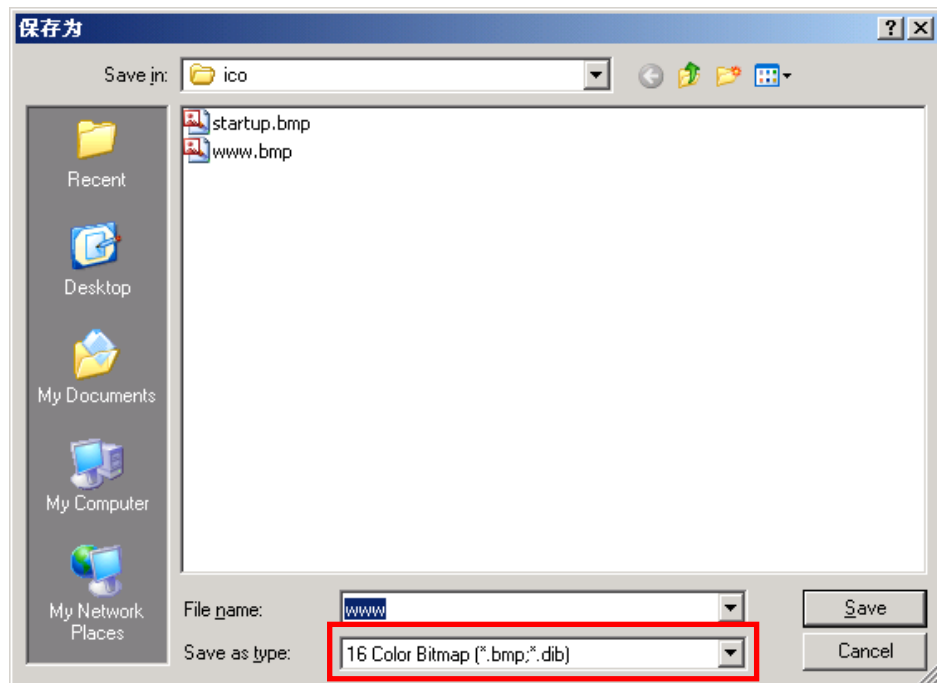 保存为
Save in:
ico
startup.bmp
www.bmp
Recent
Desktop
My Documents
My Computer
My Network
Places
File name:
www
Save
Save as type:
16 Color Bitmap (*.bmp;*.dib)
Cancel